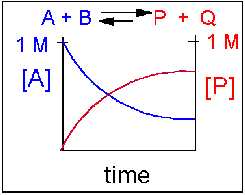 A + B ⇌ P + Q
1 M 1 M
[A] [P]
time